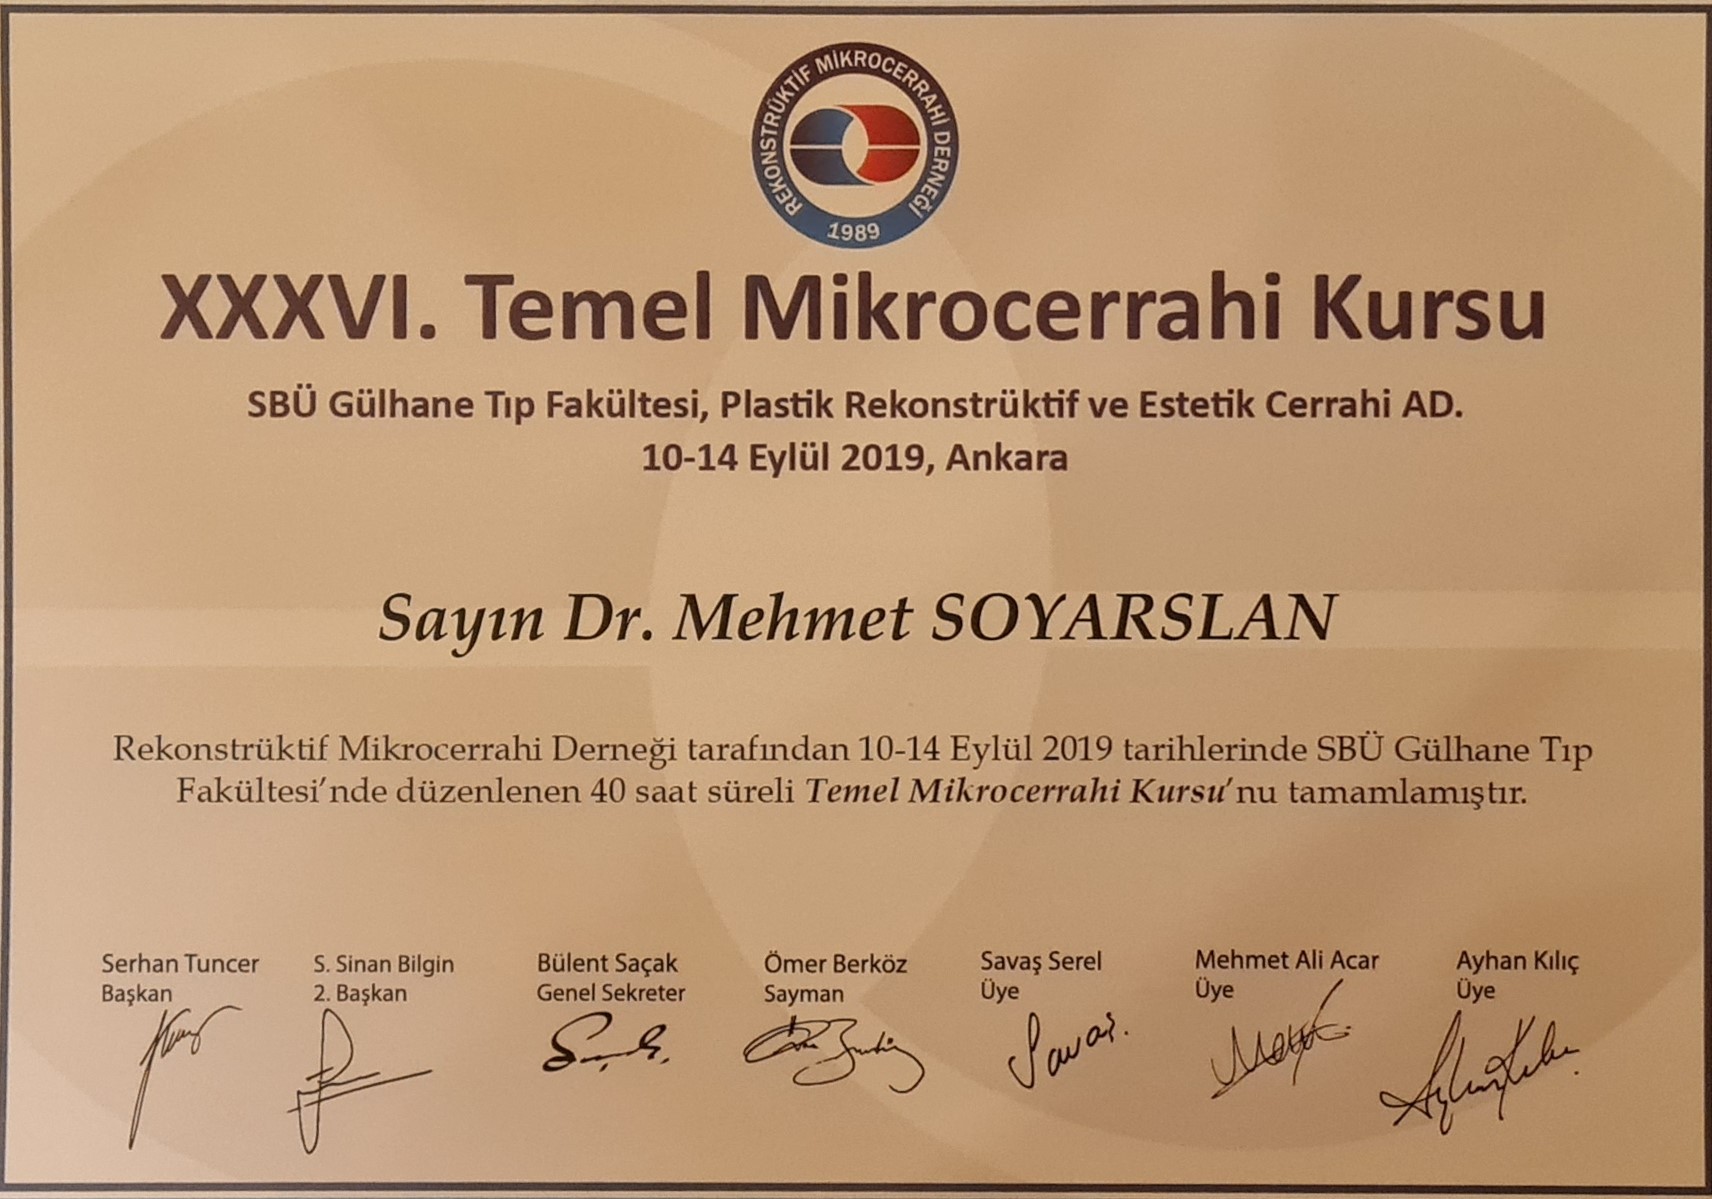 REKONSTRÜKTİF MİKROCERRAHİ DERNEĞİ
1989
XXXVI. Temel Mikrocerrahi Kursu
SBÜ Gülhane Tıp Fakültesi, Plastik Rekonstrüktif ve Estetik Cerrahi AD.
10-14 Eylül 2019, Ankara
Sayın Dr. Mehmet SOYARSLAN
Rekonstrüktif Mikrocerrahi Derneği tarafından 10-14 Eylül 2019 tarihlerinde SBÜ Gülhane Tıp
Fakültesi'nde düzenlenen 40 saat süreli Temel Mikrocerrahi Kursu'nu tamamlamıştır.
Serhan Tuncer
Başkan
S. Sinan Bilgin
2. Başkan
Bülent Saçak
Genel Sekreter
Ömer Berköz
Sayman
Savaş Serel
Üye
Mehmet Ali Acar
Üye
Ayhan Kılıç
Üye